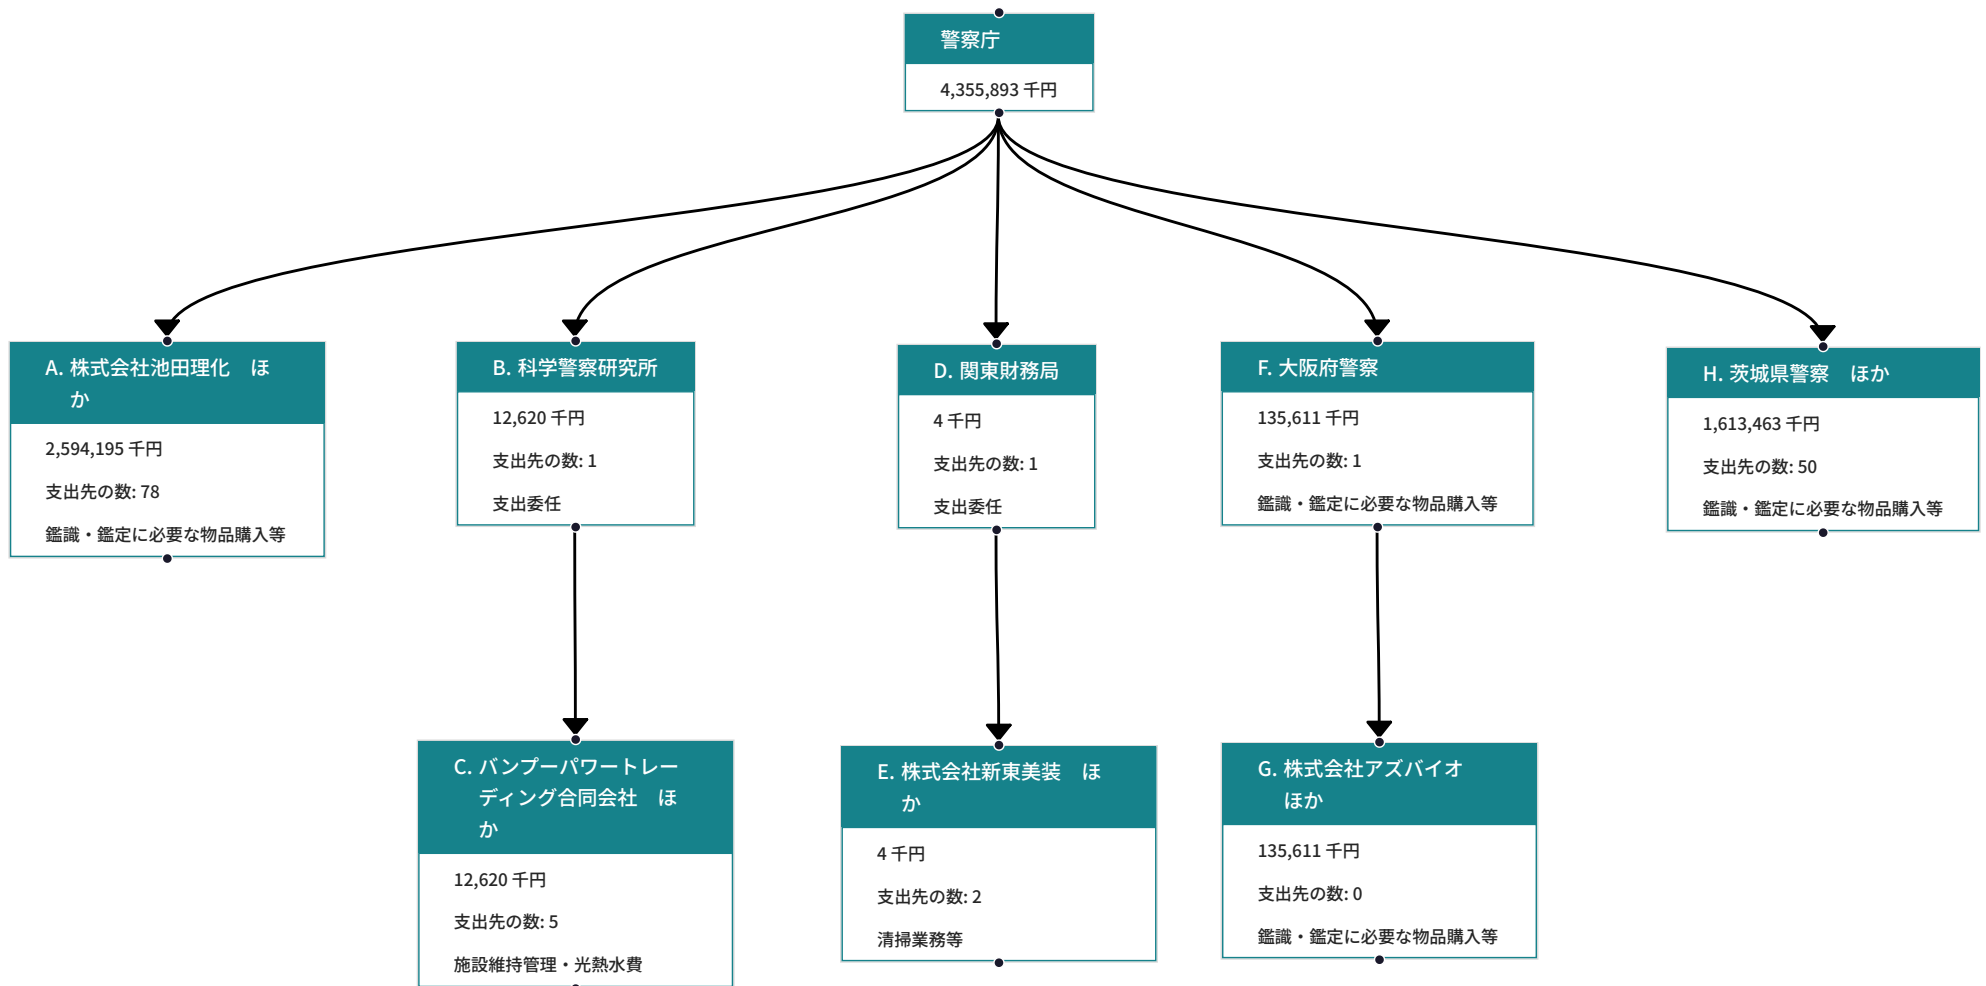 警察庁
4,355,893 千円
A. 株式会社池田理化　ほ
か
2,594,195 千円
支出先の数: 78
鑑識・鑑定に必要な物品購入等
B. 科学警察研究所
12,620 千円
支出先の数: 1
支出委任
D. 関東財務局
4 千円
支出先の数: 1
支出委任
F. 大阪府警察
135,611 千円
支出先の数: 1
鑑識・鑑定に必要な物品購入等
H. 茨城県警察　ほか
1,613,463 千円
支出先の数: 50
鑑識・鑑定に必要な物品購入等
C. バンプーパワートレー
ディング合同会社　ほ
か
12,620 千円
支出先の数: 5
施設維持管理・光熱水費
E. 株式会社新東美装　ほ
か
4 千円
支出先の数: 2
清掃業務等
G. 株式会社アズバイオ
ほか
135,611 千円
支出先の数: 0
鑑識・鑑定に必要な物品購入等